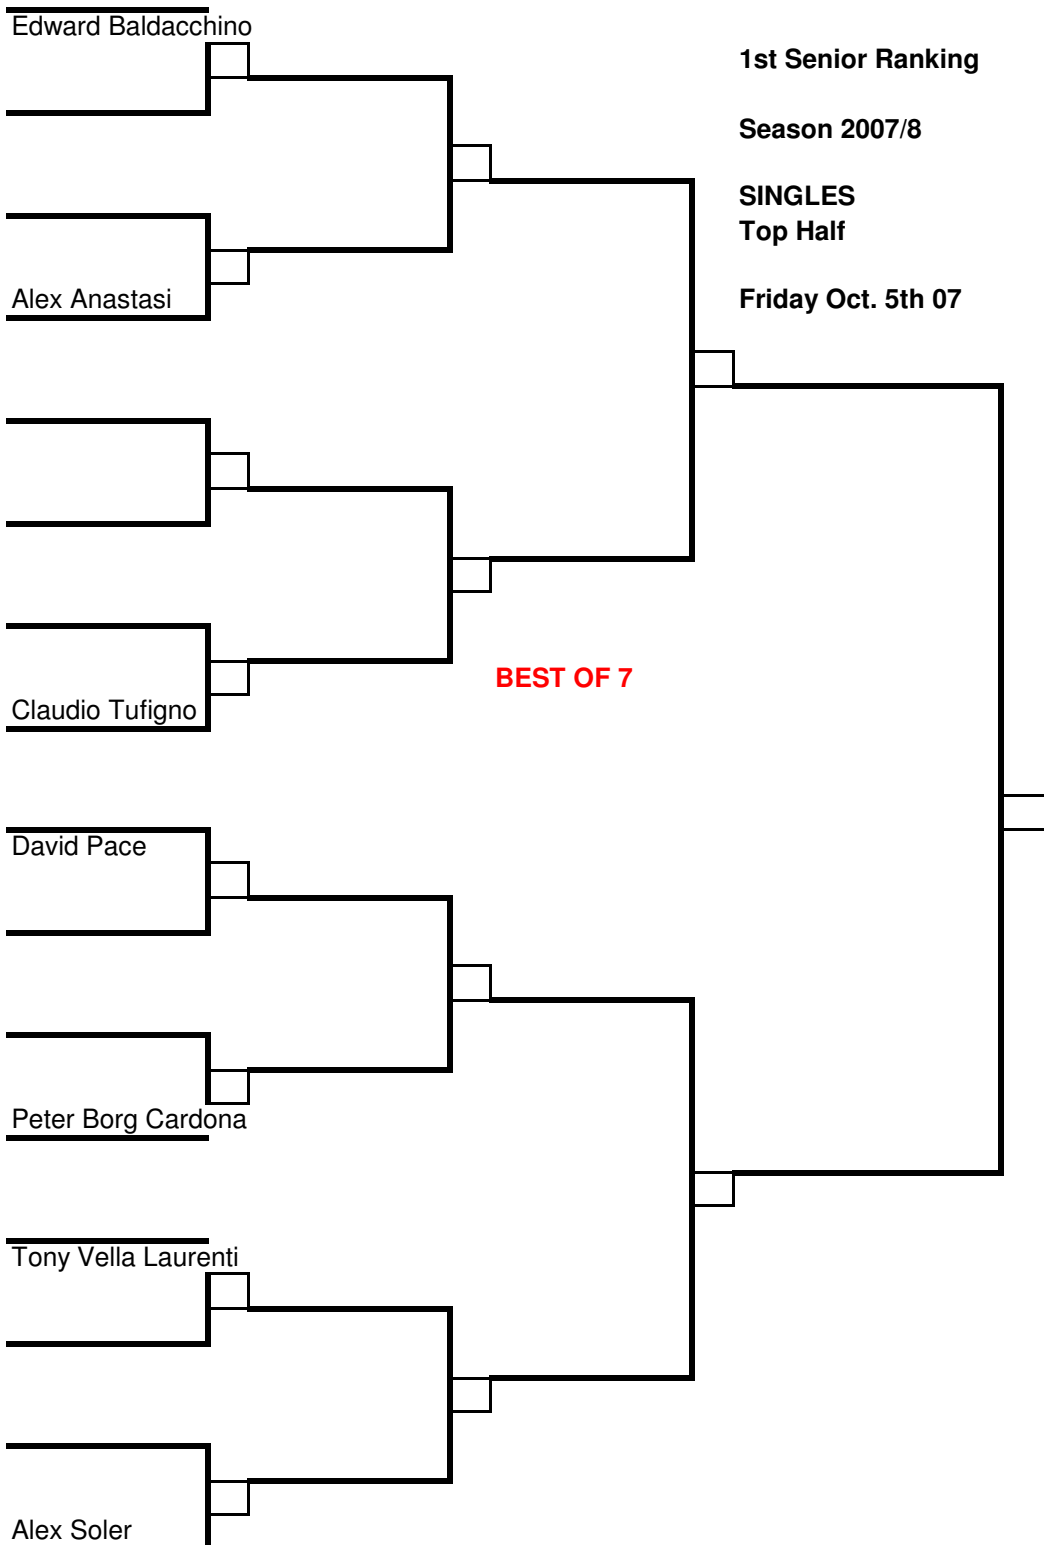 Edward Baldacchino
1st Senior Ranking
Season 2007/8
SINGLES
Top Half
Alex Anastasi
Friday Oct. 5th 07
BEST OF 7
Claudio Tufigno
David Pace
Peter Borg Cardona
Tony Vella Laurenti
Alex Soler